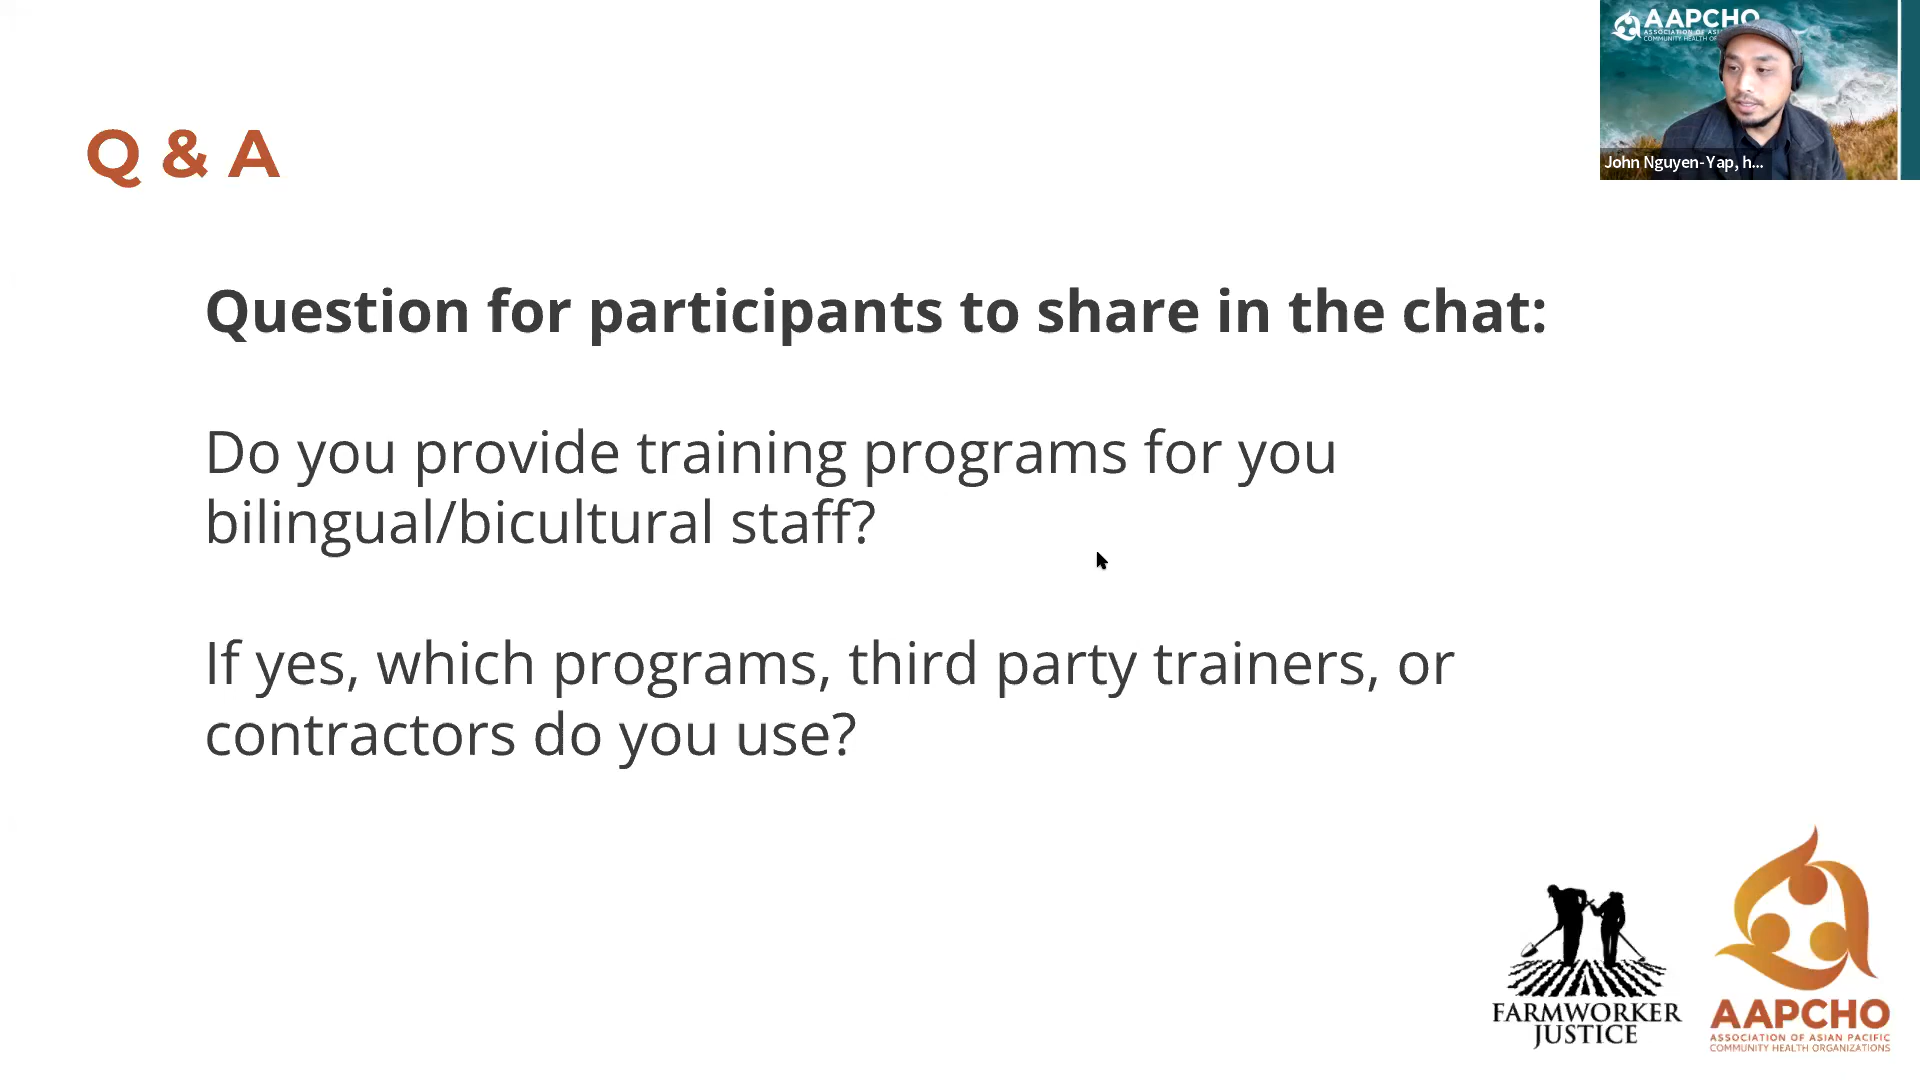 AAPCHO
Q & A
John Nguyen-Yap, h...
Question for participants to share in the chat:
Do you provide training programs for you
bilingual/bicultural staff?
If yes, which programs, third party trainers, or
contractors do you use?
FARMWORKER
JUSTICE
AAPCHO
ASSOCIATION OF ASIAN PACIFIC
COMMUNITY HEALTH ORGANIZATIONS